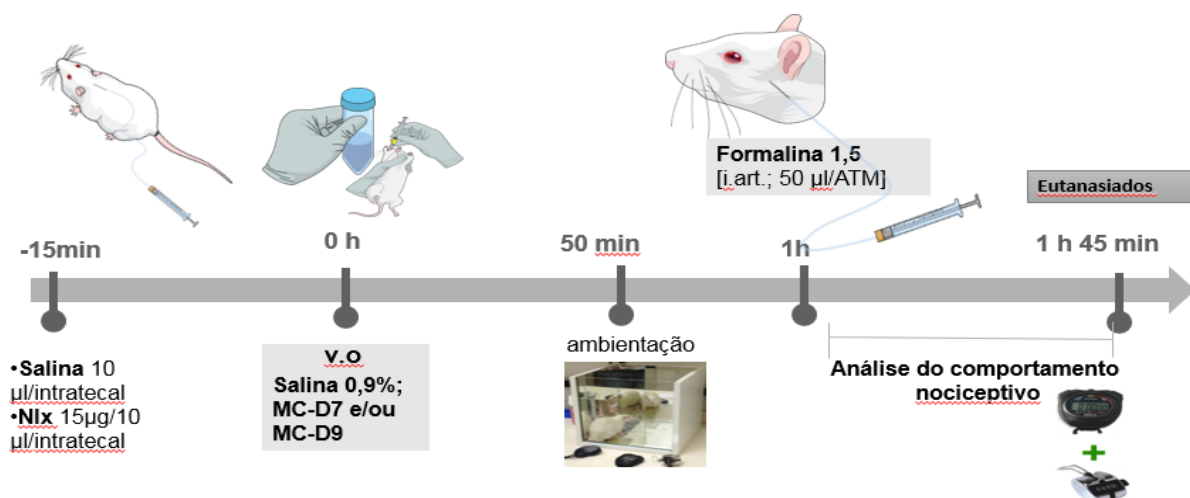 Formalina 1,5
[i.art.; 50 µl/ATM]
Eutanasiados
-15min
0 h
50 min
1h
1 h 45 min
•Salina 10
µl/intratecal
•Nlx 15µg/10
µl/intratecal
v.o
Salina 0,9%;
MC-D7 e/ou
MC-D9
ambientação
Análise do comportamento
nociceptivo